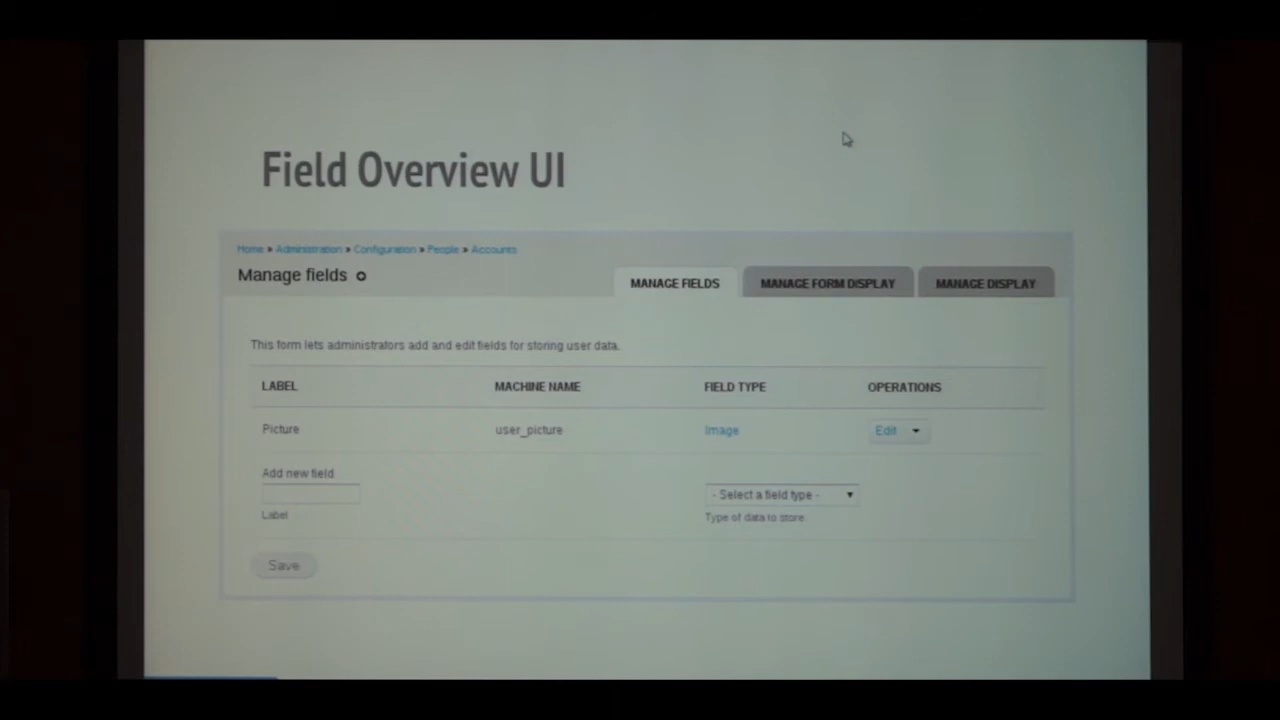 Field Overview UI
Home » Administration » Configuration » People » Accounts
Manage fields
MANAGE FIELDS MANAGE FORM DISPLAY MANAGE DISPLAY
This form lets administrators add and edit fields for storing user data.
LABEL MACHINE NAME FIELD TYPE OPERATIONS
Picture user_picture Image Edit
Add new field
- Select a field type -
Label Type of data to store.
Save